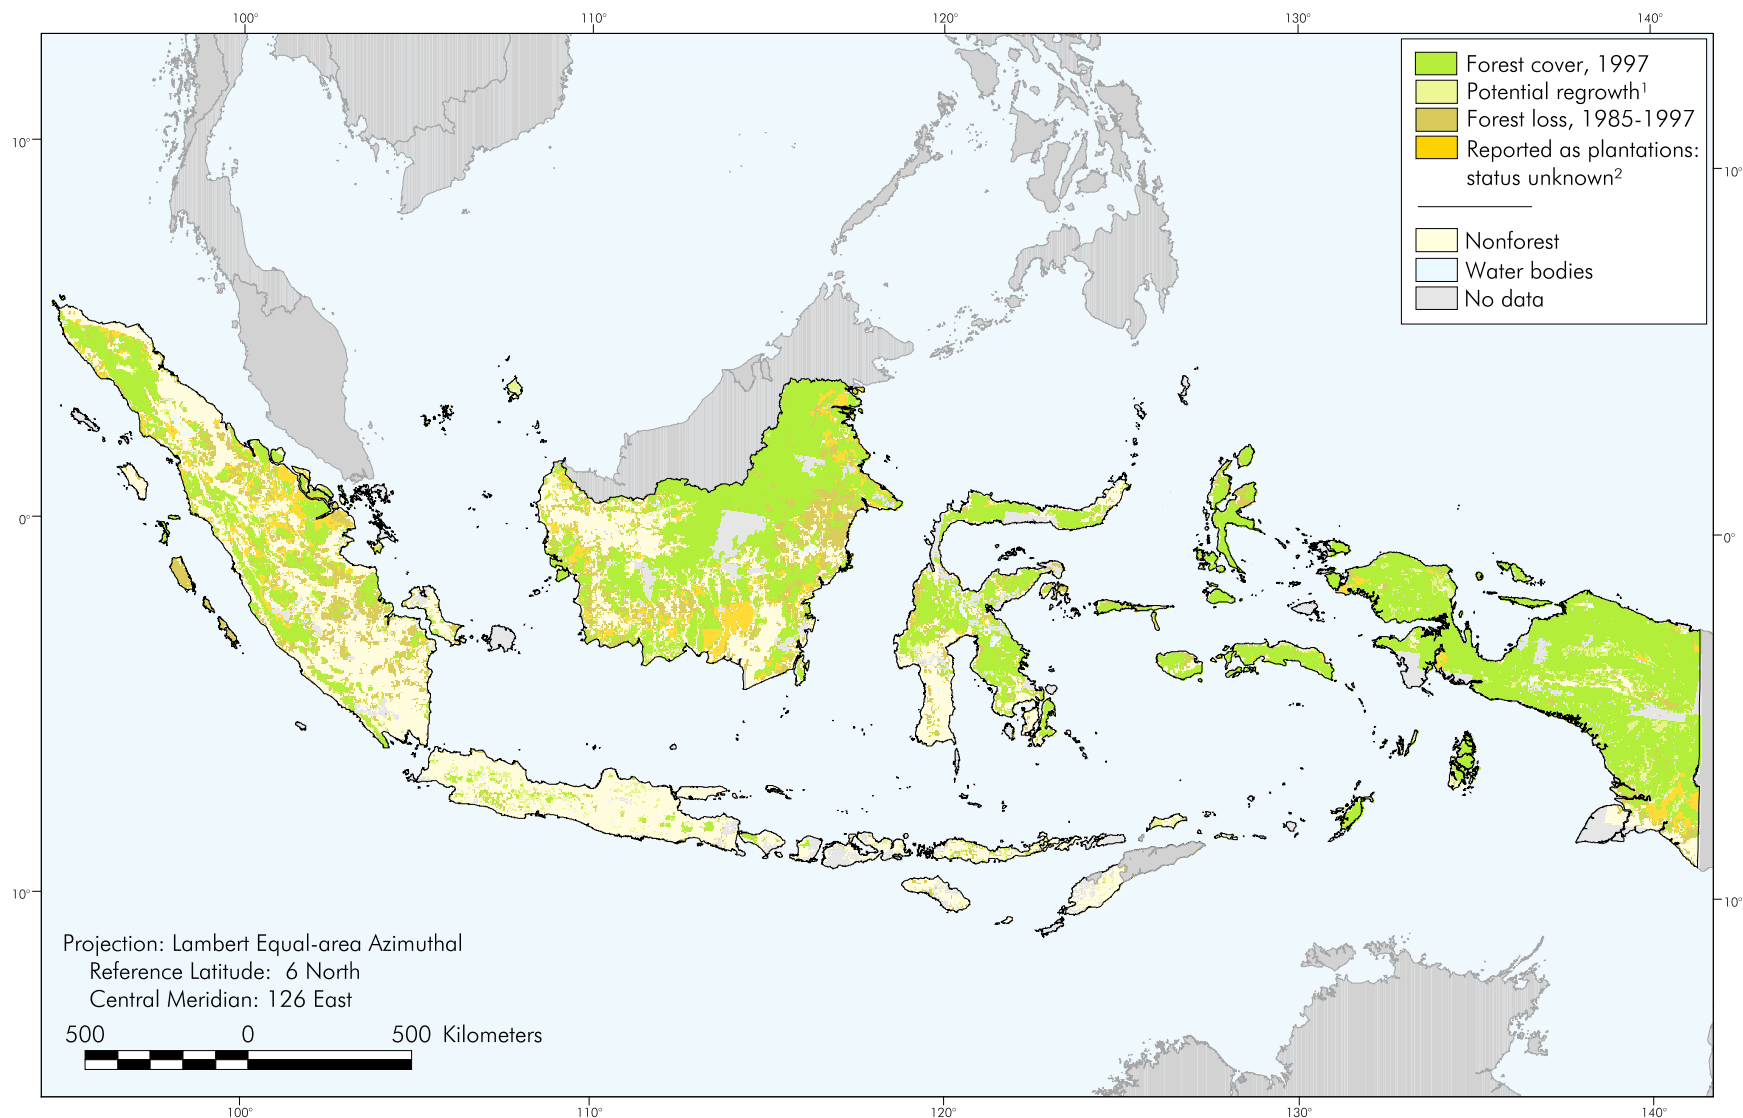 100° 110° 120° 130° 140°
Forest cover, 1997
Potential regrowth¹
Forest loss, 1985-1997
Reported as plantations:
status unknown²
10° 10°
Nonforest
Water bodies
No data
0° 0°
10° 10°
Projection: Lambert Equal-area Azimuthal
Reference Latitude: 6 North
Central Meridian: 126 East
500 0 500 Kilometers
100° 110° 120° 130° 140°